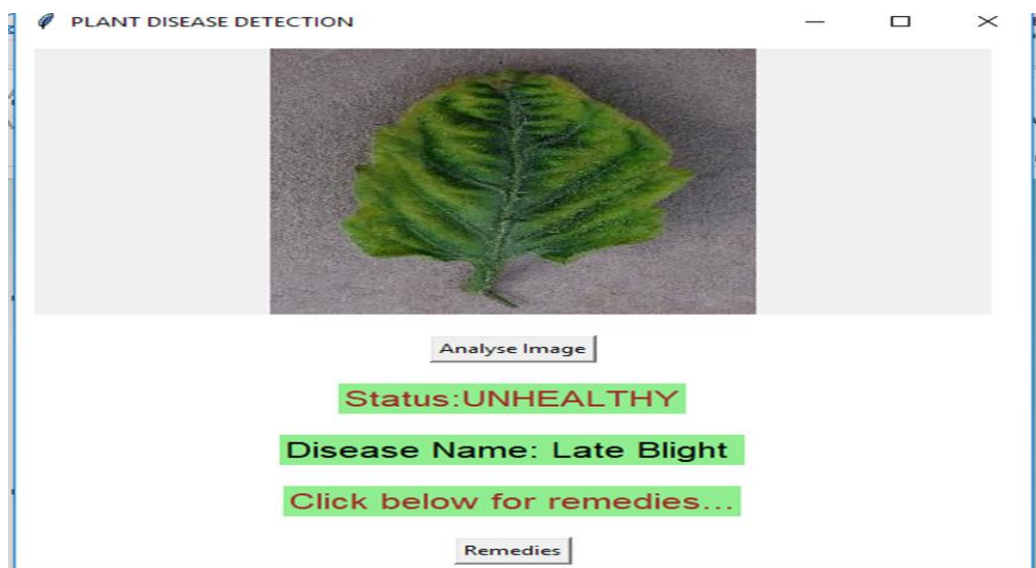 PLANT DISEASE DETECTION
Analyse Image
Status:UNHEALTHY
Disease Name: Late Blight
Click below for remedies...
Remedies